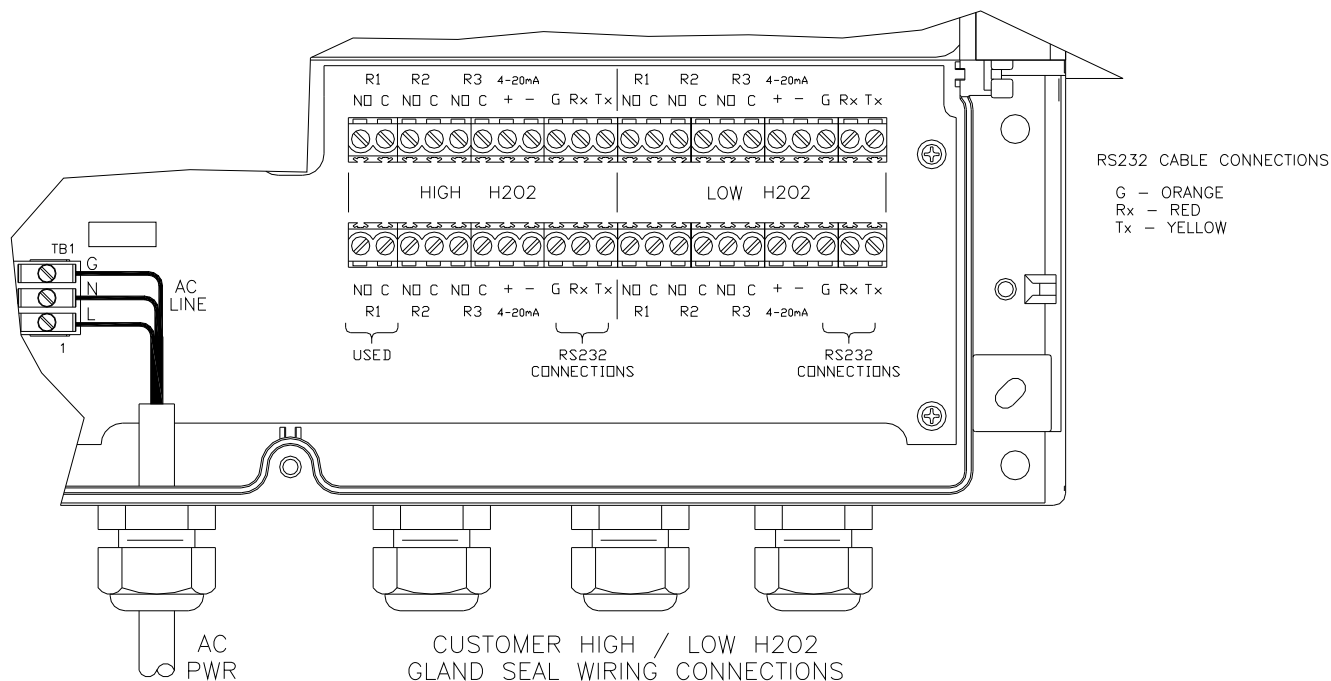 R1 R2 R3 4-20mA R1 R2 R3 4-20mA
NO C NO C NO C + - G Rx Tx NO C NO C NO C + - G Rx Tx
HIGH H2O2 LOW H2O2
NO C NO C NO C + - G Rx Tx NO C NO C NO C + - G Rx Tx
R1 R2 R3 4-20mA R1 R2 R3 4-20mA
USED
RS232
CONNECTIONS
RS232
CONNECTIONS
RS232 CABLE CONNECTIONS
G - ORANGE
Rx - RED
Tx - YELLOW
TB1
G
N
L
1
AC
LINE
AC
PWR
CUSTOMER HIGH / LOW H2O2
GLAND SEAL WIRING CONNECTIONS